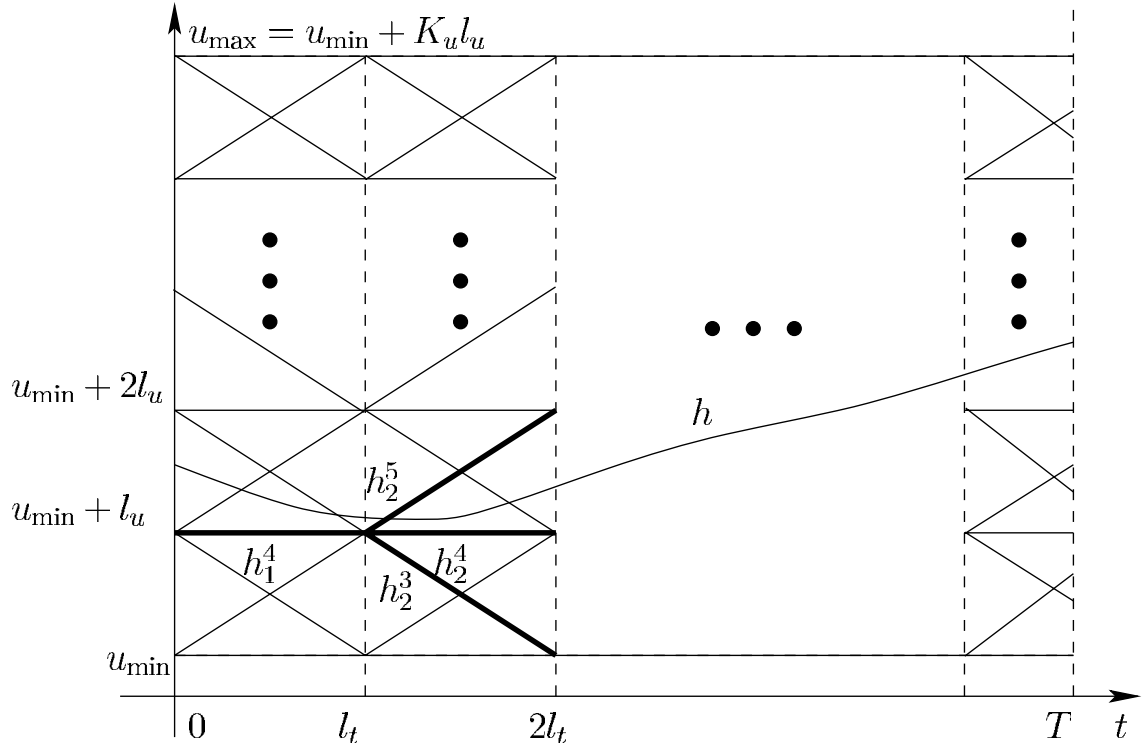 u_max = u_min + K_u l_u
u_min + 2l_u
h
h_2^5
u_min + l_u
h_1^4
h_2^4
h_2^3
u_min
0
l_t
2l_t
T
t